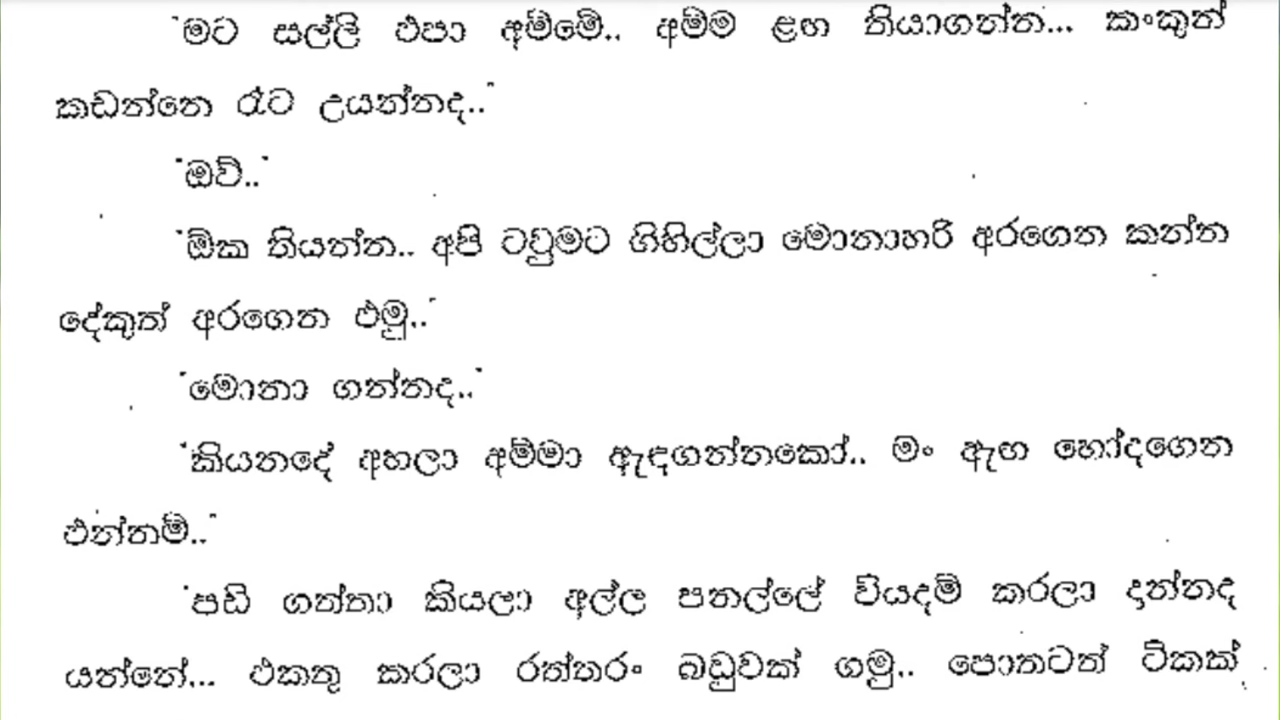 'මට සල්ලි එපා අම්මේ.. අම්ම ළඟ තියාගන්න... කංකුන්
කඩන්නෙ රෑට උයන්නද..'
'ඔව්..'
'ඕක තියන්න.. අපි ටවුමට ගිහිල්ලා මොනාහරි අරගෙන කන්න
දේකුත් අරගෙන එමු..'
'මොනා ගන්නද..'
'කියනදේ අහලා අම්මා ඇඳගන්නකෝ.. මං ඇඟ හෝදගෙන
එන්නම්..'
'පඩි ගත්තා කියලා අල්ල පනල්ලේ වියදම් කරලා දාන්නද
යන්නේ... එකතු කරලා රත්තරං බඩුවක් ගමු.. පොතටත් ටිකක්